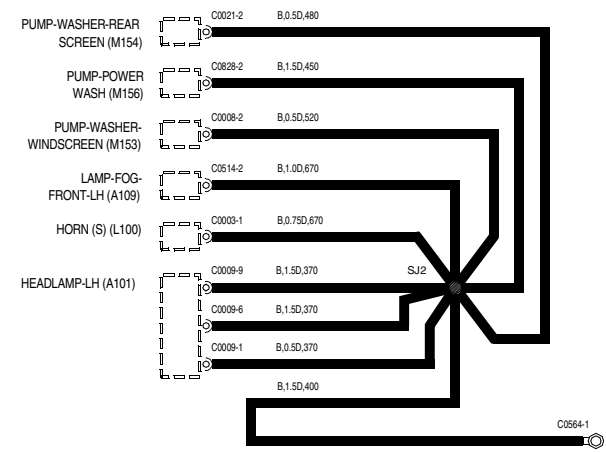 PUMP-WASHER-REAR
SCREEN (M154)
C0021-2 B,0.5D,480
PUMP-POWER
WASH (M156)
C0828-2 B,1.5D,450
PUMP-WASHER-
WINDSCREEN (M153)
C0008-2 B,0.5D,520
LAMP-FOG-
FRONT-LH (A109)
C0514-2 B,1.0D,670
HORN (S) (L100)
C0003-1 B,0.75D,670
HEADLAMP-LH (A101)
C0009-9 B,1.5D,370
SJ2
C0009-6 B,1.5D,370
C0009-1 B,0.5D,370
B,1.5D,400
C0564-1